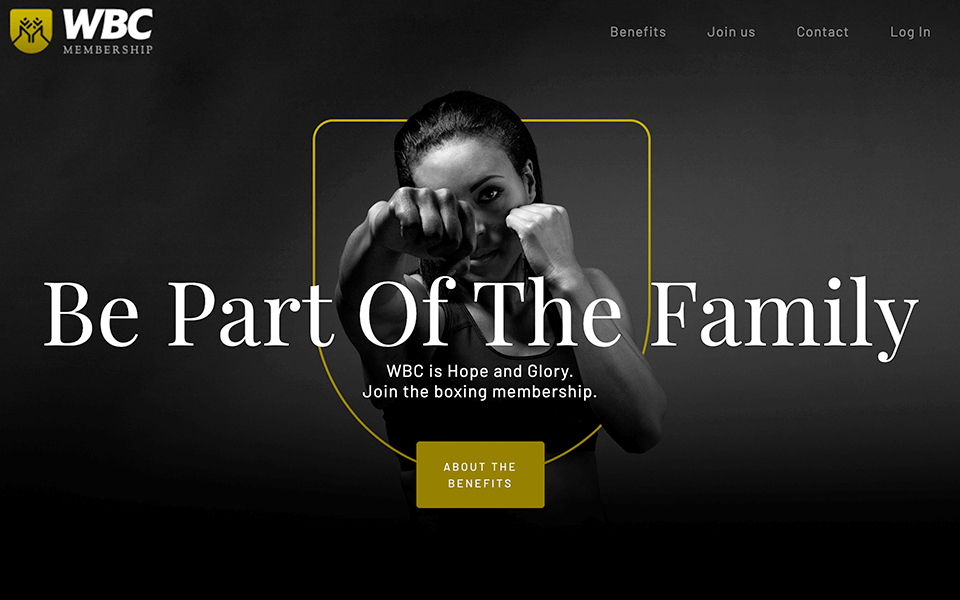 WBC
MEMBERSHIP
Benefits
Join us
Contact
Log In
Be Part Of The Family
WBC is Hope and Glory.
Join the boxing membership.
ABOUT THE
BENEFITS